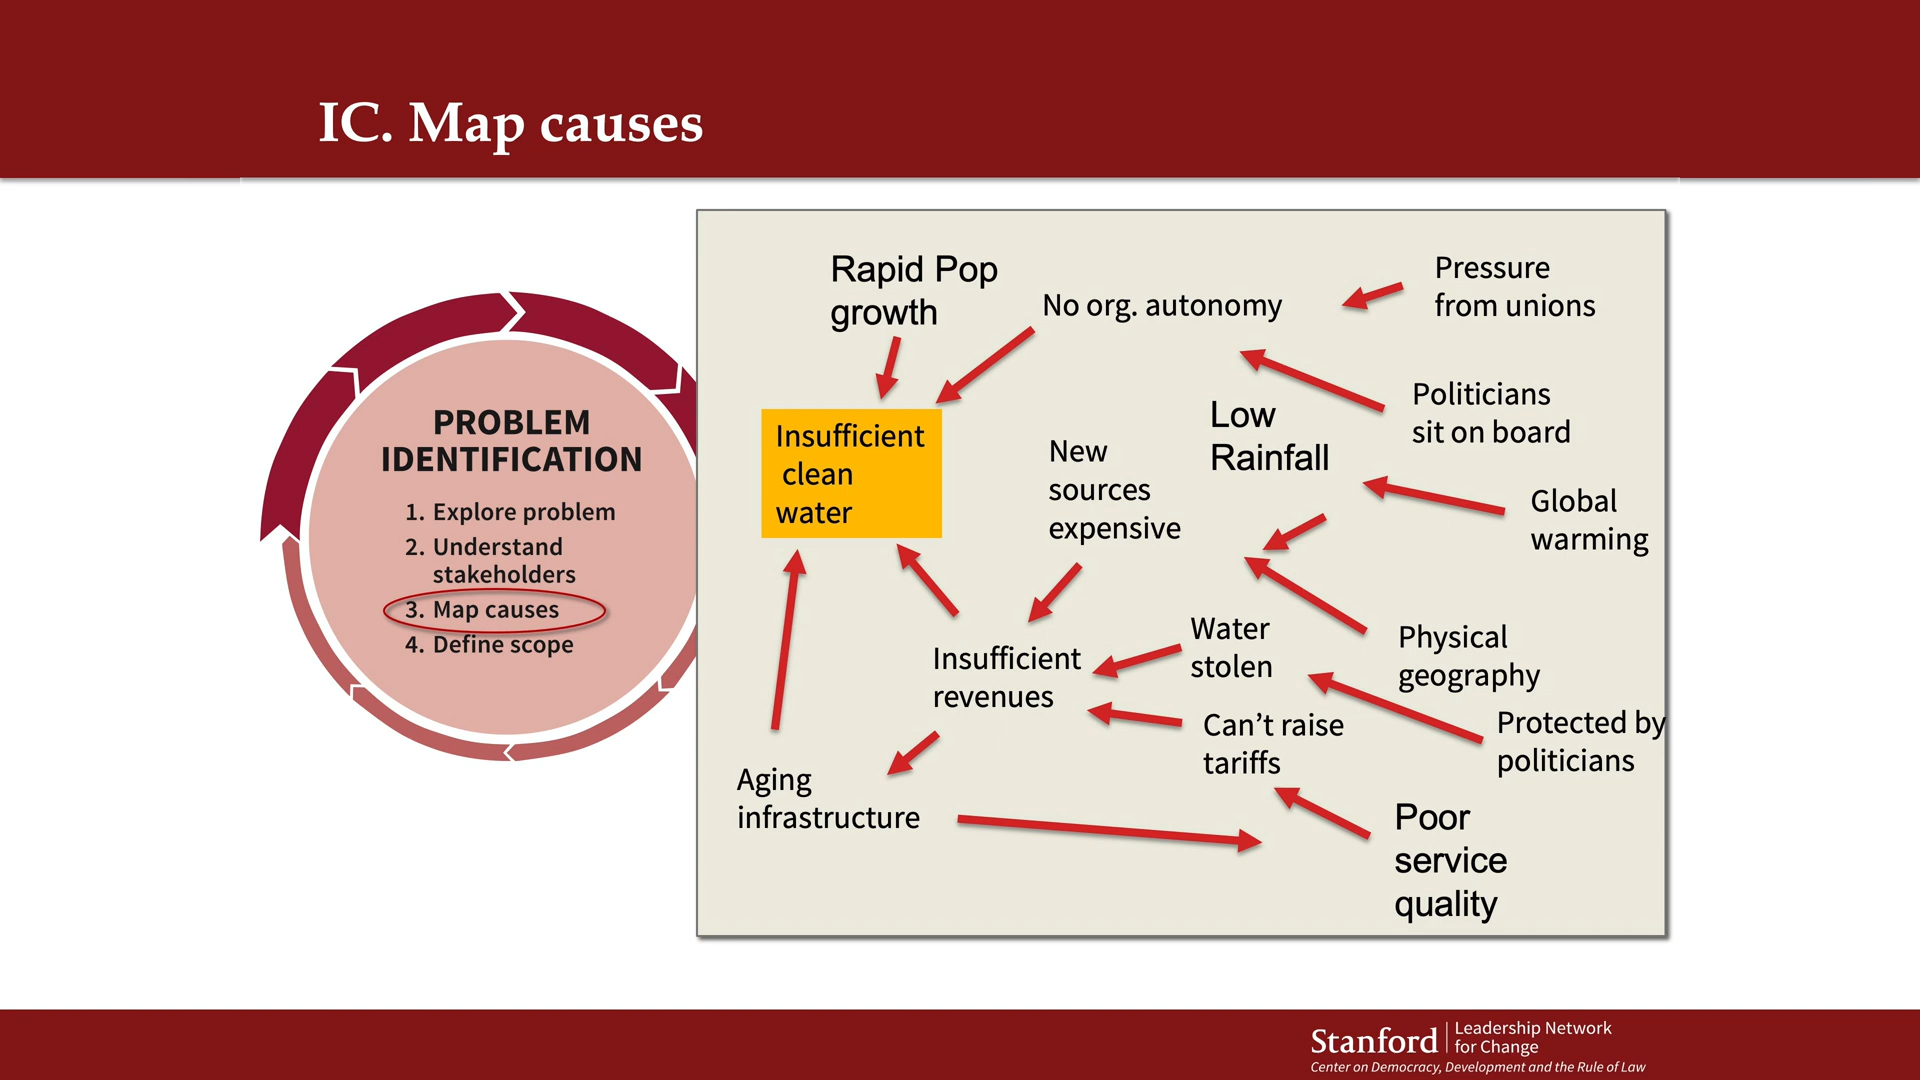 IC. Map causes
PROBLEM
IDENTIFICATION
1. Explore problem
2. Understand
stakeholders
3. Map causes
4. Define scope
Rapid Pop
growth
No org. autonomy
Pressure
from unions
Politicians
sit on board
Low
Rainfall
Insufficient
clean
water
New
sources
expensive
Global
warming
Water
stolen
Physical
geography
Insufficient
revenues
Can’t raise
tariffs
Protected by
politicians
Aging
infrastructure
Poor
service
quality
Stanford
Leadership Network
for Change
Center on Democracy, Development and the Rule of Law